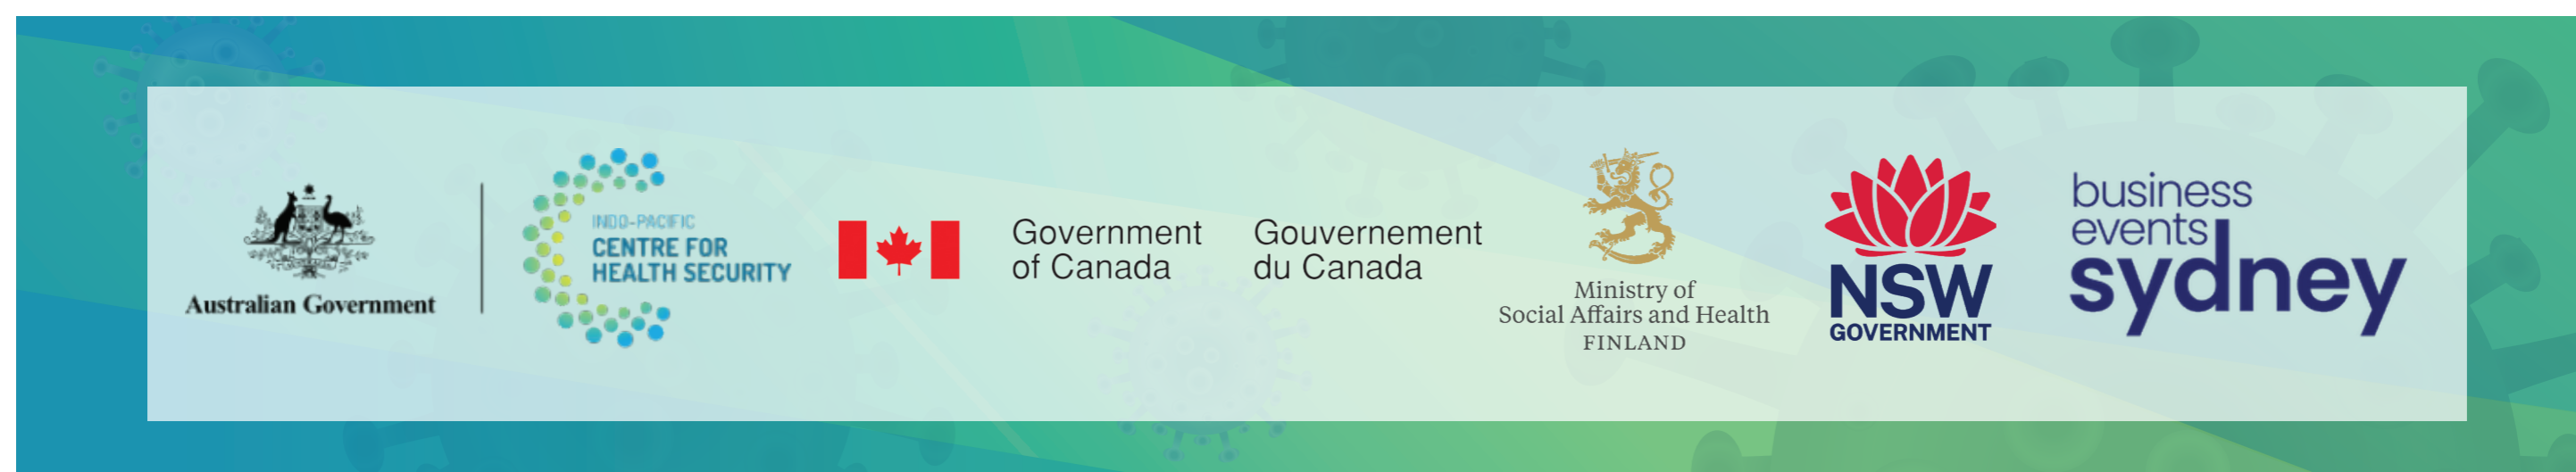 Australian Government
INDO-PACIFIC
CENTRE FOR
HEALTH SECURITY
Government
of Canada
Gouvernement
du Canada
Ministry of
Social Affairs and Health
FINLAND
NSW
GOVERNMENT
business
events
sydney